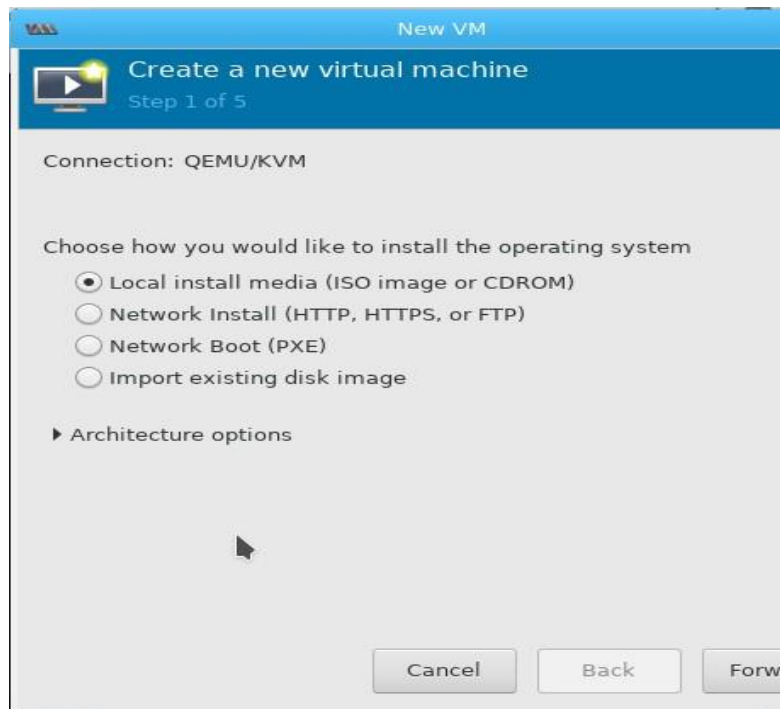 New VM
Create a new virtual machine
Step 1 of 5
Connection: QEMU/KVM
Choose how you would like to install the operating system
Local install media (ISO image or CDROM)
Network Install (HTTP, HTTPS, or FTP)
Network Boot (PXE)
Import existing disk image
Architecture options
Cancel
Back
Forw